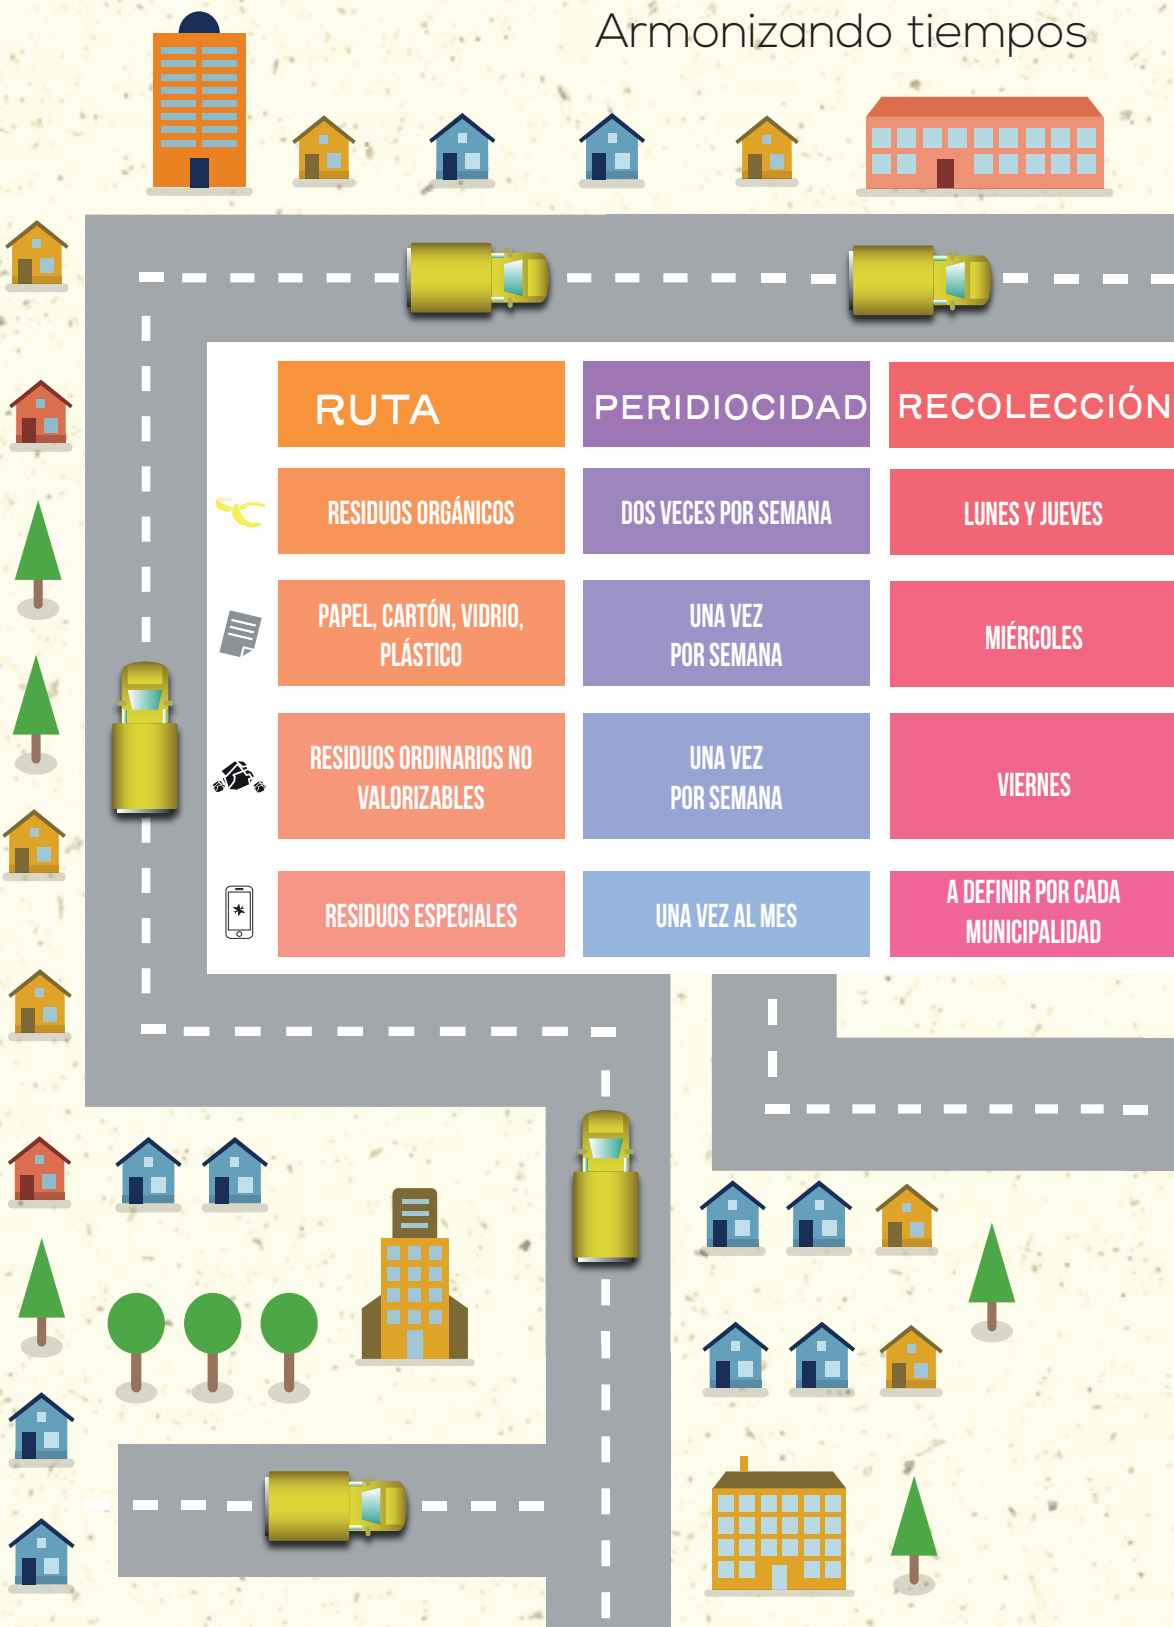 Armonizando tiempos
RUTA
PERIDIOCIDAD
RECOLECCIÓN
RESIDUOS ORGÁNICOS
DOS VECES POR SEMANA
LUNES Y JUEVES
PAPEL, CARTÓN, VIDRIO,
PLÁSTICO
UNA VEZ
POR SEMANA
MIÉRCOLES
RESIDUOS ORDINARIOS NO
VALORIZABLES
UNA VEZ
POR SEMANA
VIERNES
RESIDUOS ESPECIALES
UNA VEZ AL MES
A DEFINIR POR CADA
MUNICIPALIDAD